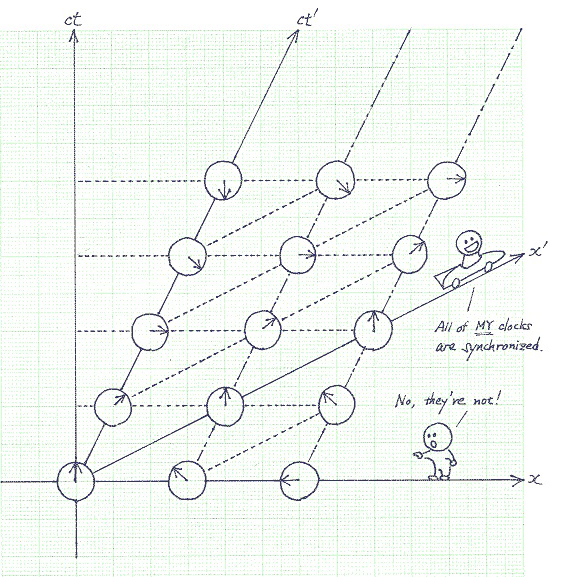 ct
ct'
x'
All of MY clocks
are synchronized.
No, they're not!
x